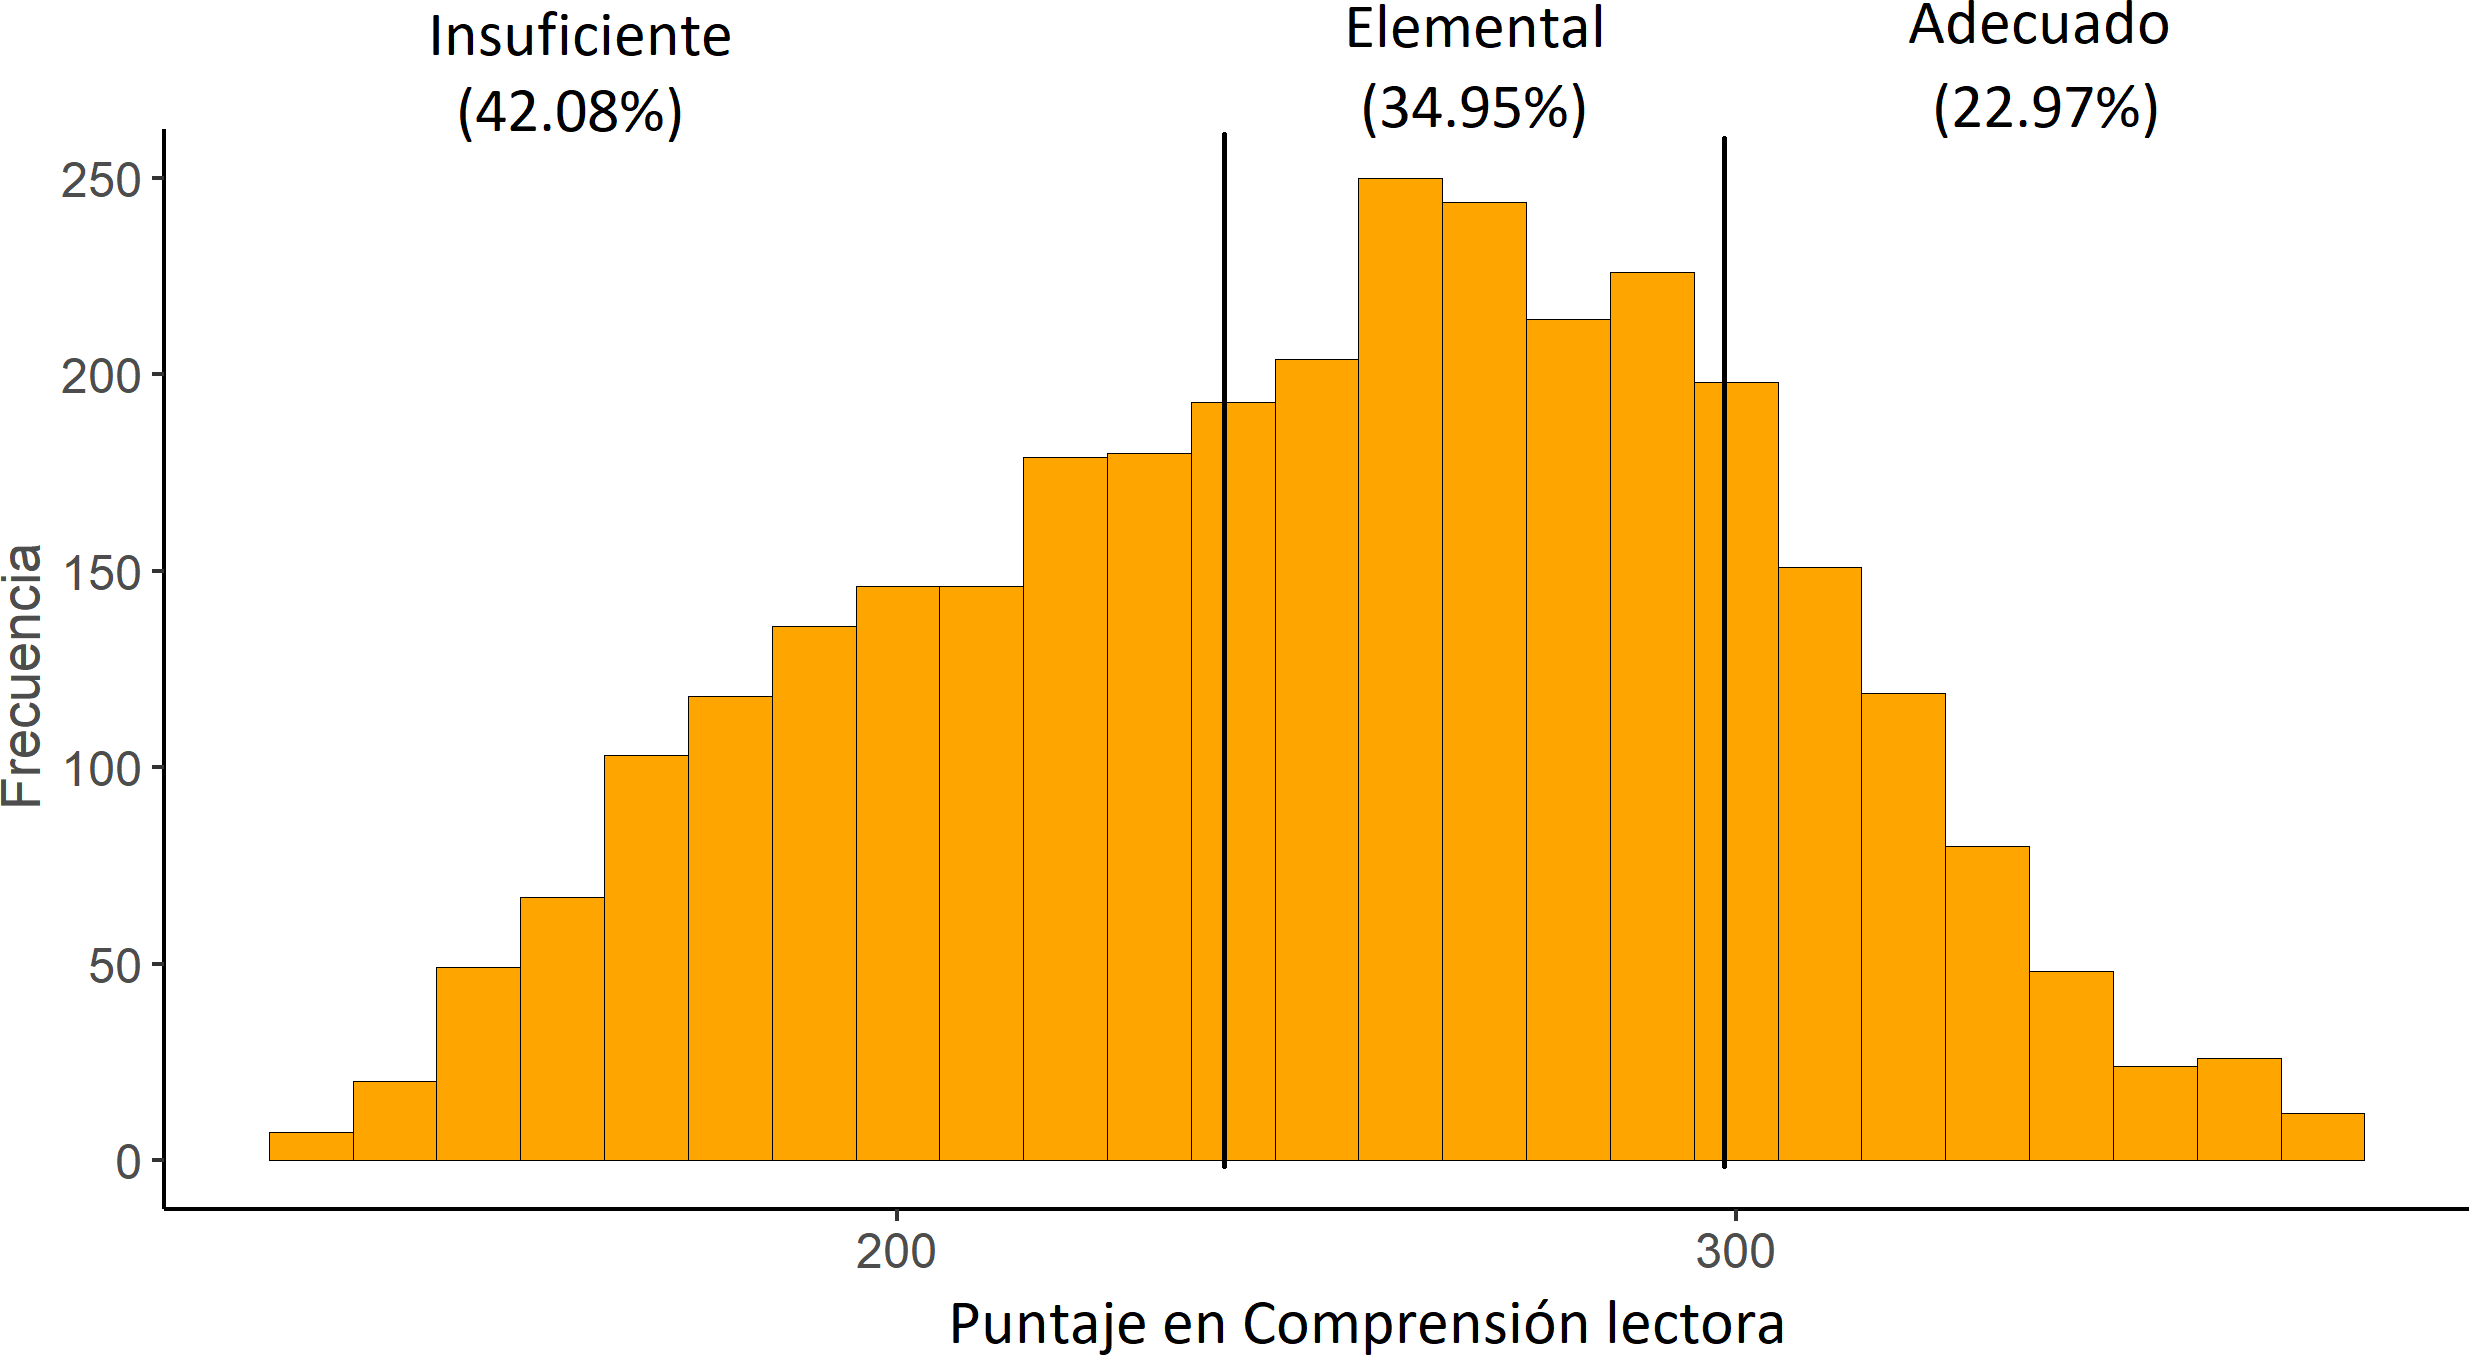 Insuficiente
(42.08%)
Elemental
(34.95%)
Adecuado
(22.97%)
Frecuencia
250
200
150
100
50
0
200
300
Puntaje en Comprensión lectora